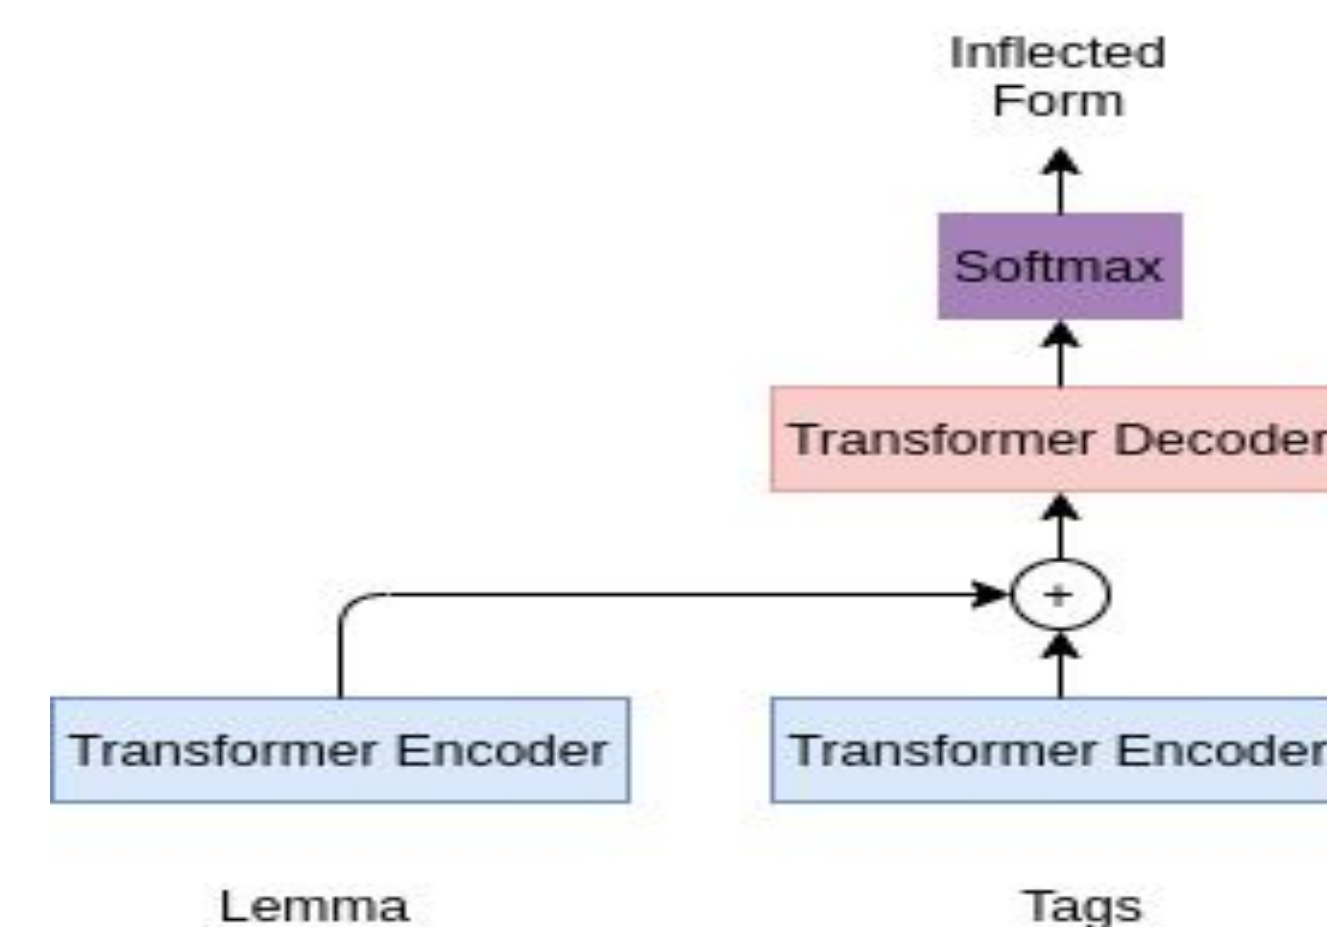 Inflected
Form
Softmax
Transformer Decoder
+
Transformer Encoder
Transformer Encoder
Lemma
Tags